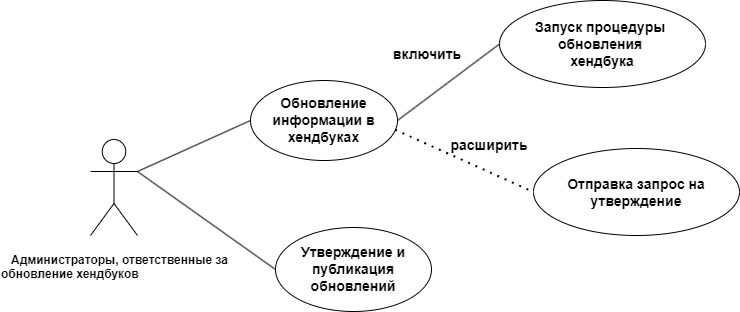 Запуск процедуры
обновления
хендбука
включить
Обновление
информации в
хендбуках
расширить
Отправка запрос на
утверждение
Администраторы, ответственные за
обновление хендбуков
Утверждение и
публикация
обновлений